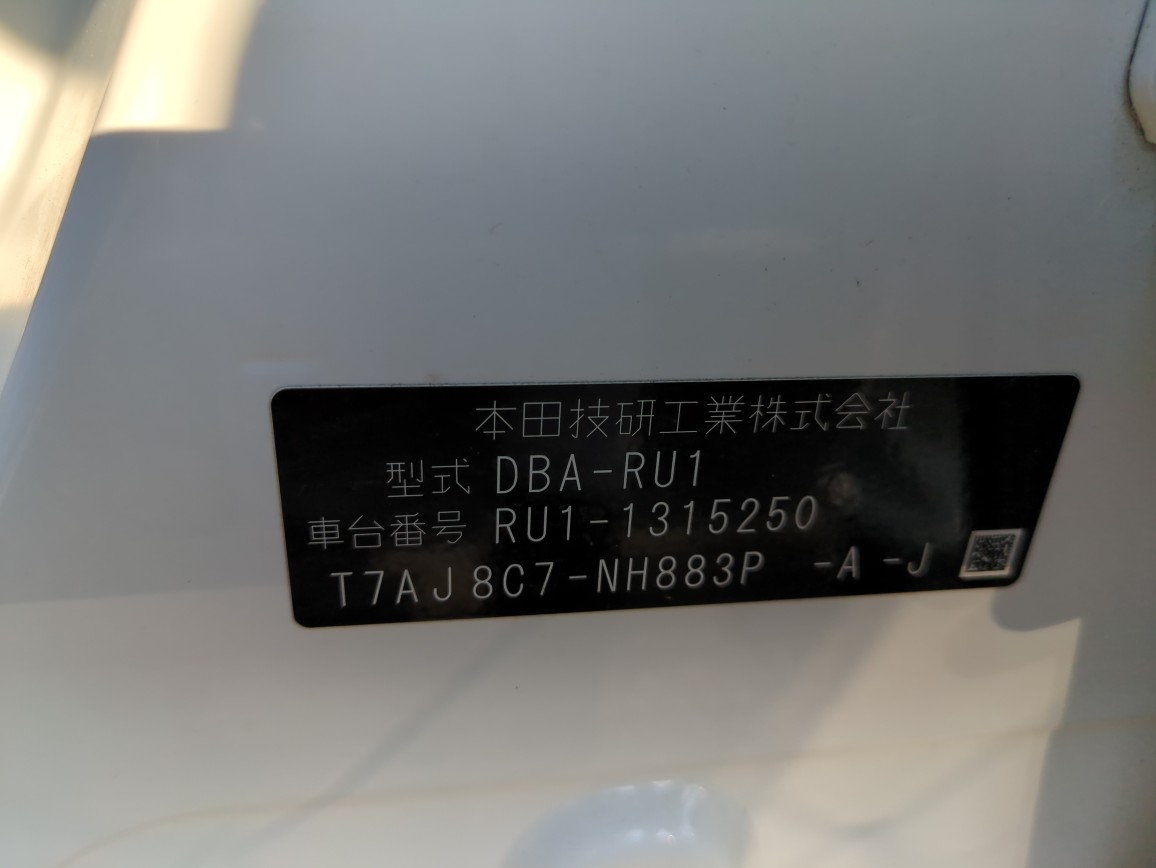 本田技研工業株式会社
型式 DBA-RU1
車台番号 RU1-1315250
T7AJ8C7-NH883P -A -J